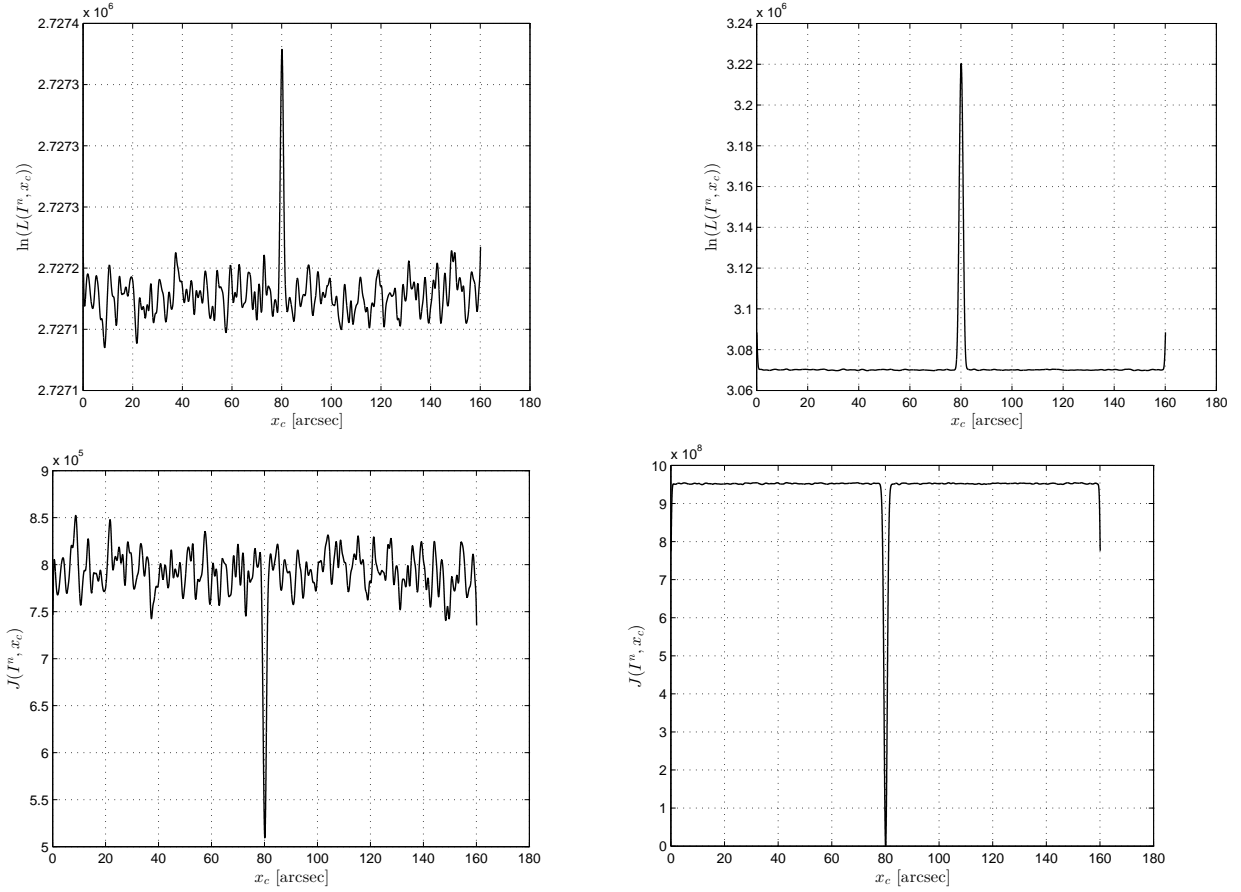 x 10^6
2.7274
2.7273
2.7273
2.7273
2.7272
2.7271
2.7271
0 20 40 60 80 100 120 140 160 180
x_c [arcsec]
ln(L(I^n, x_c))
x 10^6
3.24
3.22
3.2
3.18
3.16
3.14
3.12
3.1
3.08
3.06
0 20 40 60 80 100 120 140 160 180
x_c [arcsec]
ln(L(I^n, x_c))
x 10^5
9
8.5
8
7.5
7
6.5
6
5.5
5
0 20 40 60 80 100 120 140 160 180
x_c [arcsec]
J(I^n, x_c)
x 10^8
10
9
8
7
6
5
4
3
2
1
0
0 20 40 60 80 100 120 140 160 180
x_c [arcsec]
J(I^n, x_c)